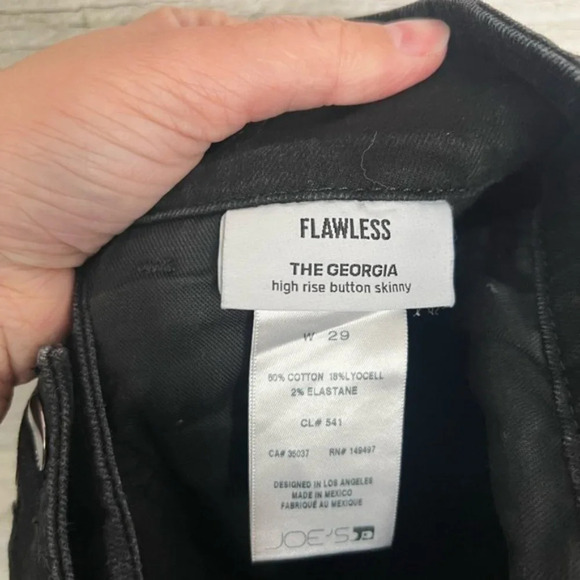 FLAWLESS
THE GEORGIA
high rise button skinny
W 29
80% COTTON 18%LYOCELL
2% ELASTANE
CL# 541
CA# 35037 RN# 149497
DESIGNED IN LOS ANGELES
MADE IN MEXICO
FABRIQUÉ AU MEXIQUE
JOE'S